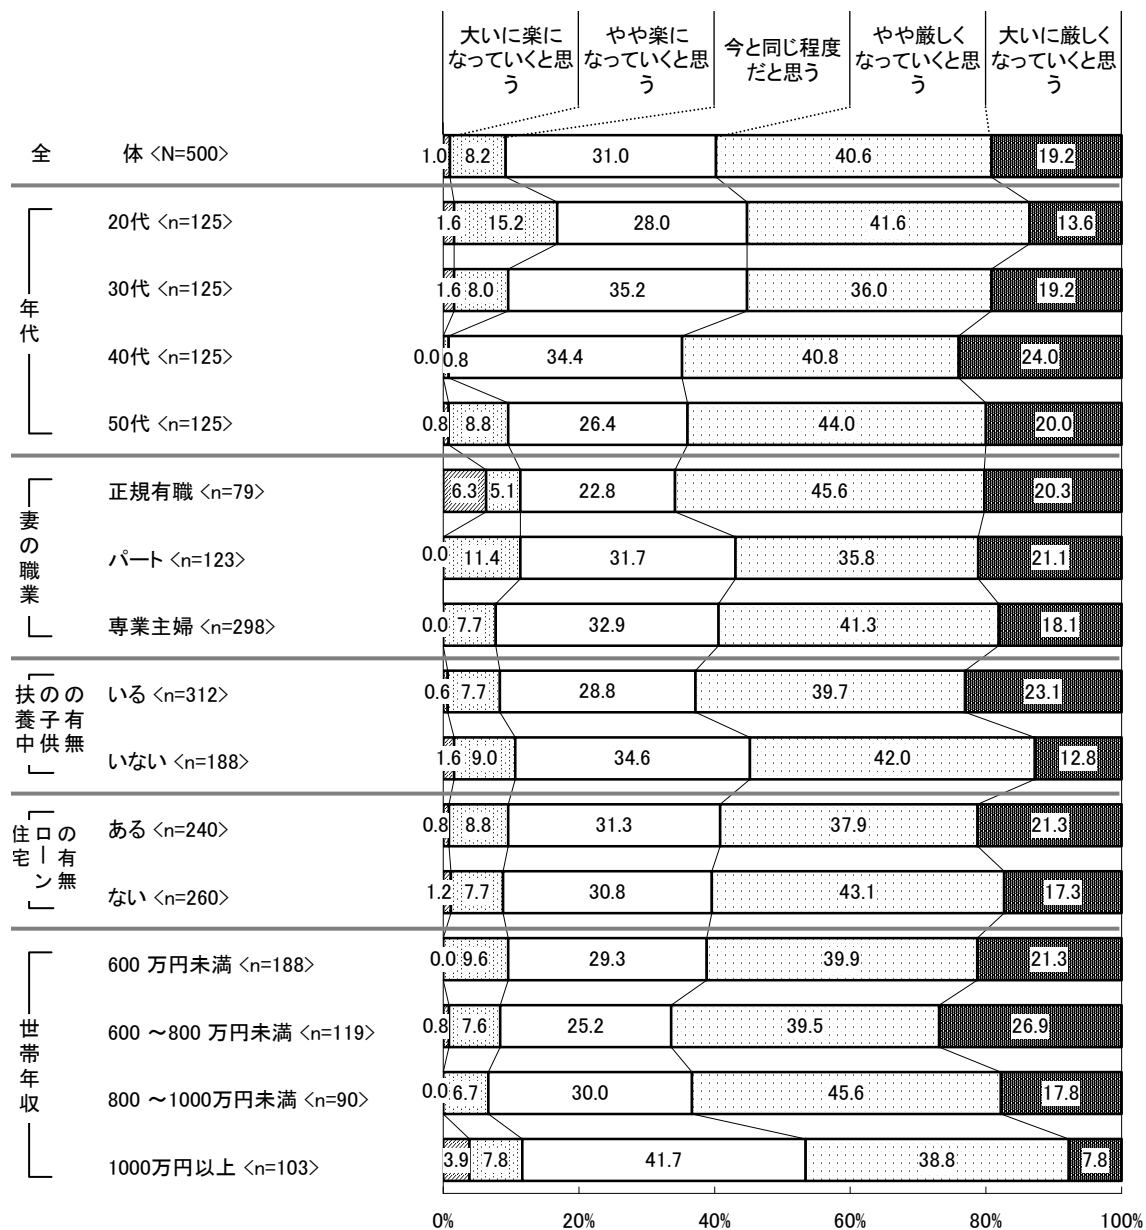 大いに楽に
なっていくと思
う
やや楽に
なっていくと思
う
今と同じ程度
だと思う
やや厳しく
なっていくと思
う
大いに厳しく
なっていくと思
う
全 体 <N=500> 1.0 8.2 31.0 40.6 19.2
年代
20代 <n=125> 1.6 15.2 28.0 41.6 13.6
30代 <n=125> 1.6 8.0 35.2 36.0 19.2
40代 <n=125> 0.0 0.8 34.4 40.8 24.0
50代 <n=125> 0.8 8.8 26.4 44.0 20.0
妻の職業
正規有職 <n=79> 6.3 5.1 22.8 45.6 20.3
パート <n=123> 0.0 11.4 31.7 35.8 21.1
専業主婦 <n=298> 0.0 7.7 32.9 41.3 18.1
扶養中
の子供
の有無
いる <n=312> 0.6 7.7 28.8 39.7 23.1
いない <n=188> 1.6 9.0 34.6 42.0 12.8
住宅
ローン
の有無
ある <n=240> 0.8 8.8 31.3 37.9 21.3
ない <n=260> 1.2 7.7 30.8 43.1 17.3
世帯年収
600 万円未満 <n=188> 0.0 9.6 29.3 39.9 21.3
600 ～800 万円未満 <n=119> 0.8 7.6 25.2 39.5 26.9
800 ～1000万円未満 <n=90> 0.0 6.7 30.0 45.6 17.8
1000万円以上 <n=103> 3.9 7.8 41.7 38.8 7.8
0% 20% 40% 60% 80% 100%